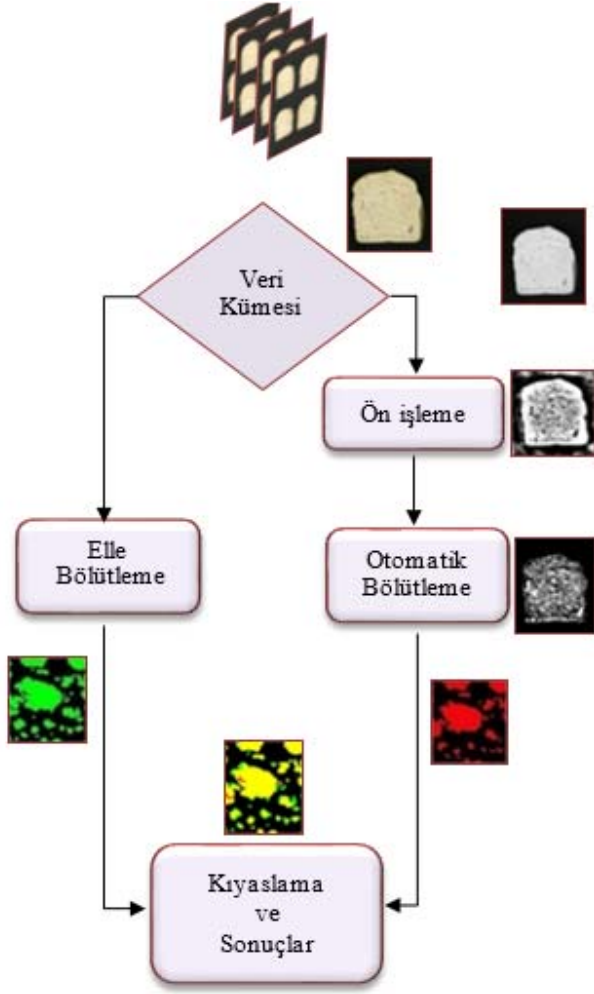 Veri
Kümesi
Ön işleme
Elle
Bölütleme
Otomatik
Bölütleme
Kıyaslama
ve
Sonuçlar